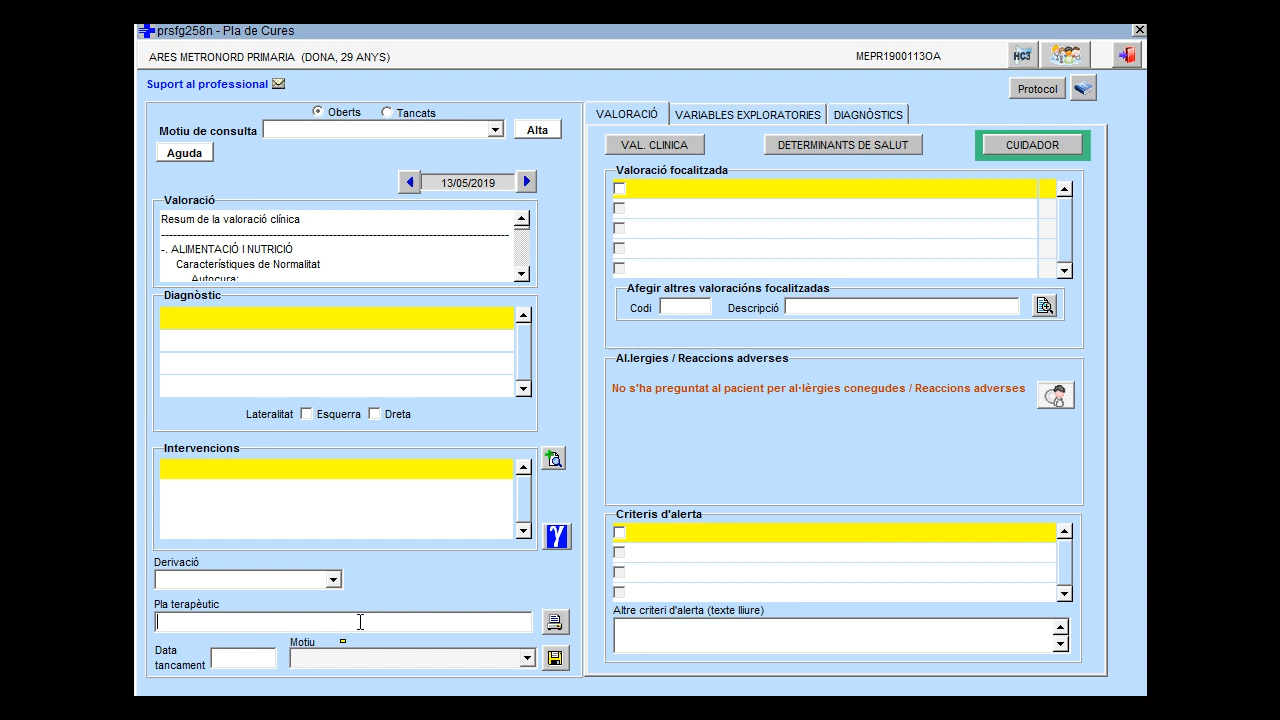 prsfg258n - Pla de Cures
ARES METRONORD PRIMARIA (DONA, 29 ANYS)
MEPR1900113OA
HC3
Suport al professional
Protocol
Oberts
Tancats
Motiu de consulta
Alta
Aguda
13/05/2019
Valoració
Resum de la valoració clínica
-. ALIMENTACIÓ I NUTRICIÓ
Característiques de Normalitat
Autocura:
Diagnòstic
Lateralitat
Esquerra
Dreta
Intervencions
γ
Derivació
Pla terapèutic
Data tancament
Motiu
VALORACIÓ
VARIABLES EXPLORATORIES
DIAGNÒSTICS
VAL. CLINICA
DETERMINANTS DE SALUT
CUIDADOR
Valoració focalitzada
Afegir altres valoracións focalitzadas
Codi
Descripció
Al.lergies / Reaccions adverses
No s'ha preguntat al pacient per al·lèrgies conegudes / Reaccions adverses
Criteris d'alerta
Altre criteri d'alerta (texte lliure)